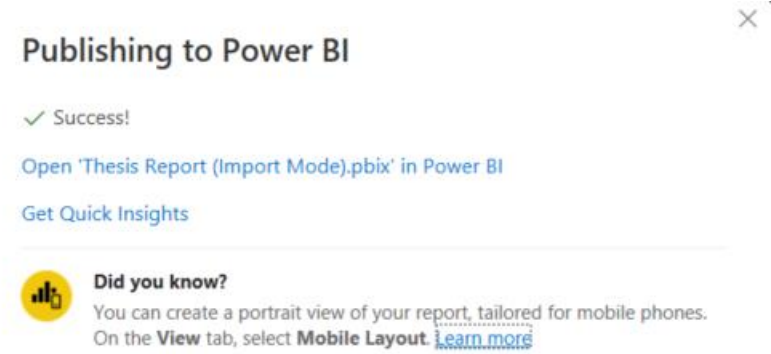 Publishing to Power BI
Success!
Open 'Thesis Report (Import Mode).pbix' in Power BI
Get Quick Insights
Did you know?
You can create a portrait view of your report, tailored for mobile phones.
On the View tab, select Mobile Layout. Learn more